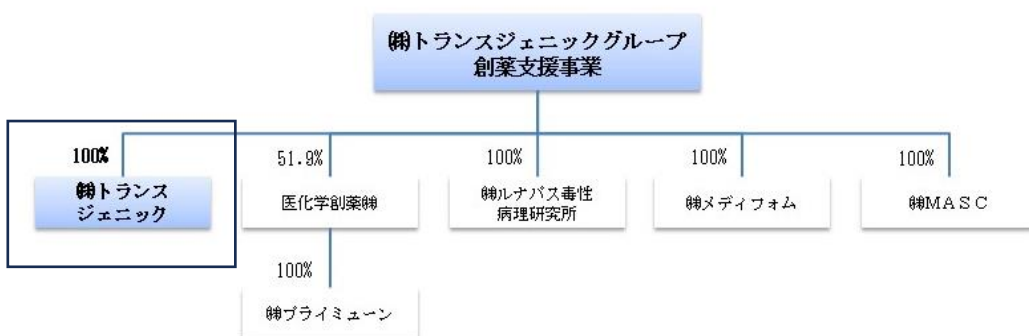 ㈱トランスジェニックグループ
創薬支援事業
100%
51.9%
100%
100%
100%
㈱トランス
ジェニック
医化学創薬㈱
㈱ルナパス毒性
病理研究所
㈱メディフォム
㈱MASC
100%
㈱プライミューン